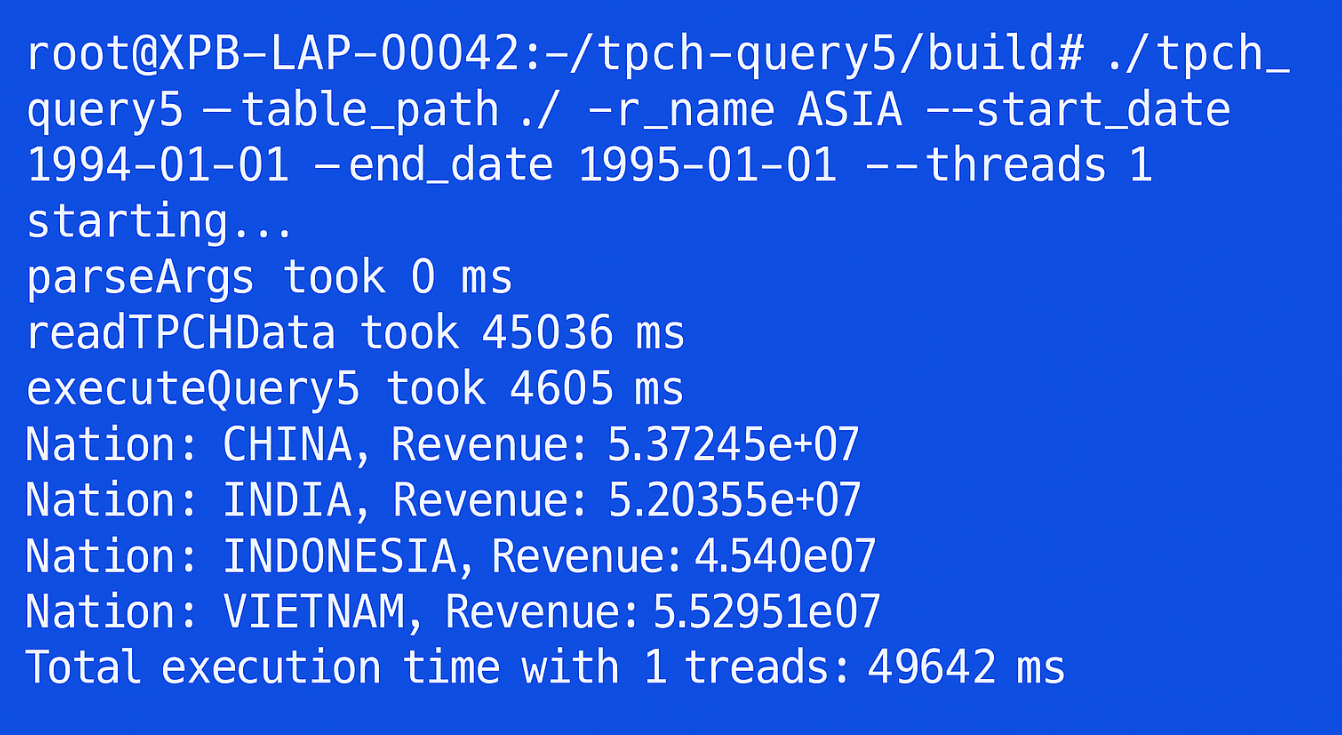 root@XPB-LAP-00042:-/tpch-query5/build# ./tpch_
query5 —table_path ./ -r_name ASIA --start_date
1994-01-01 —end_date 1995-01-01 --threads 1
starting...
parseArgs took 0 ms
readTPCHData took 45036 ms
executeQuery5 took 4605 ms
Nation: CHINA, Revenue: 5.37245e+07
Nation: INDIA, Revenue: 5.20355e+07
Nation: INDONESIA, Revenue: 4.540e07
Nation: VIETNAM, Revenue: 5.52951e07
Total execution time with 1 treads: 49642 ms